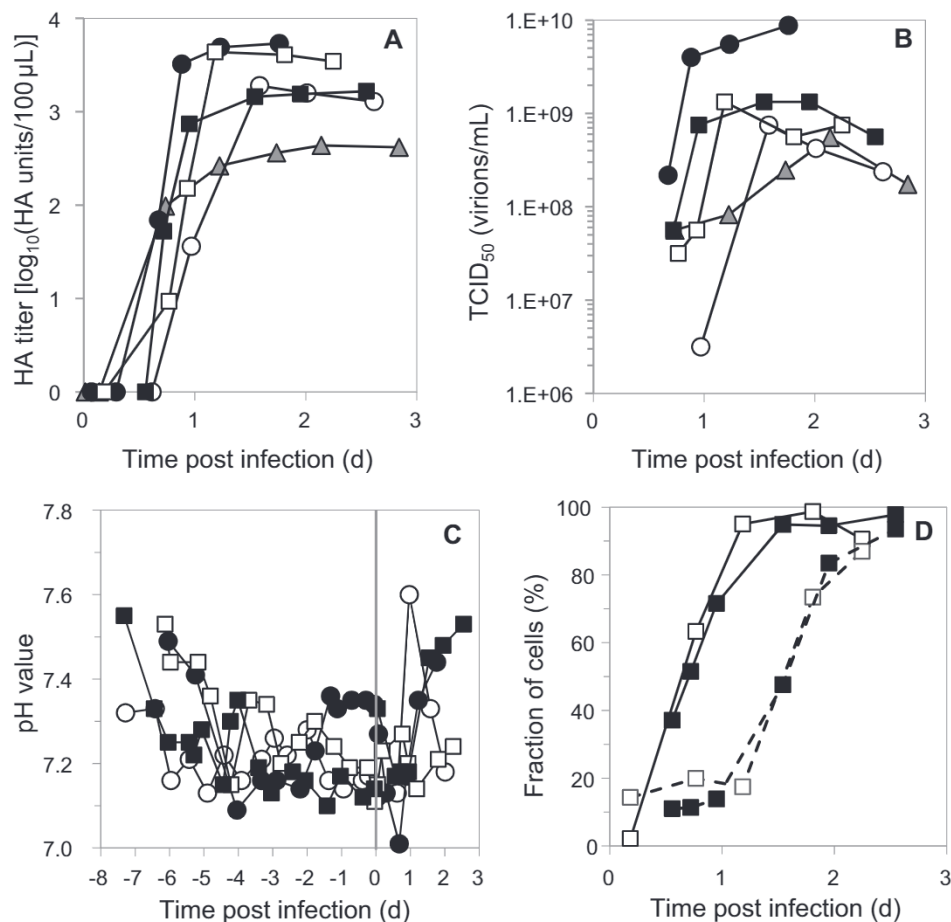 A
HA titer [log10(HA units/100 µL)]
4
3
2
1
0
0 1 2 3
Time post infection (d)
B
TCID50 (virions/mL)
1.E+10
1.E+09
1.E+08
1.E+07
1.E+06
0 1 2 3
Time post infection (d)
C
pH value
7.8
7.6
7.4
7.2
7.0
-8 -7 -6 -5 -4 -3 -2 -1 0 1 2 3
Time post infection (d)
D
Fraction of cells (%)
100
80
60
40
20
0
0 1 2 3
Time post infection (d)